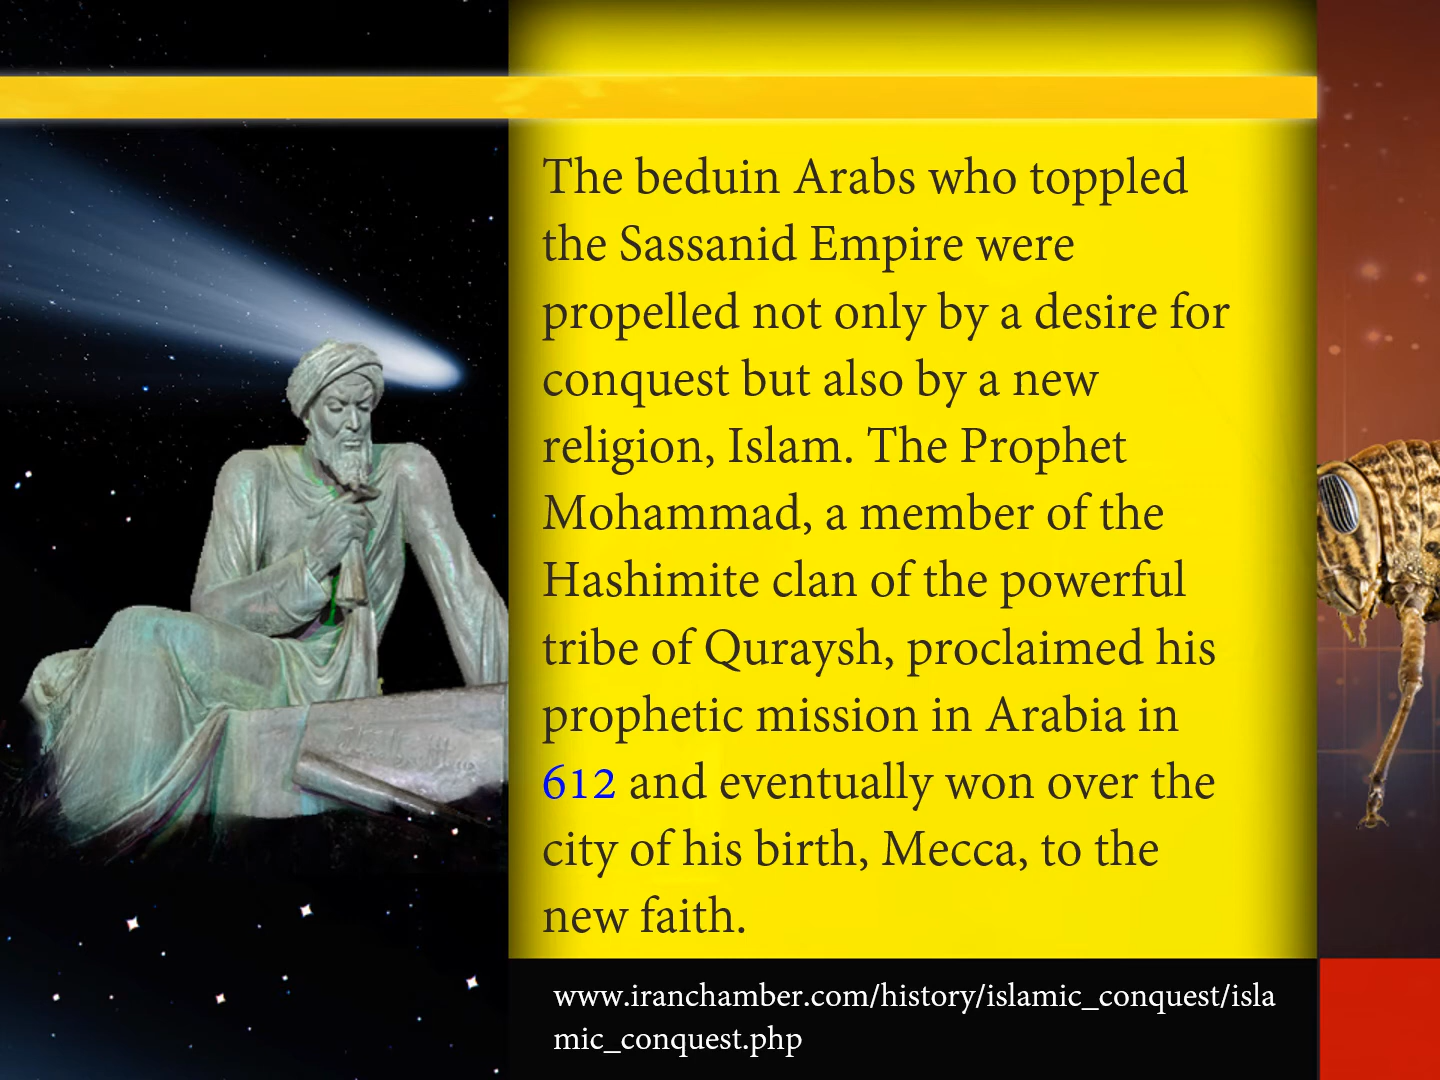 The beduin Arabs who toppled
the Sassanid Empire were
propelled not only by a desire for
conquest but also by a new
religion, Islam. The Prophet
Mohammad, a member of the
Hashimite clan of the powerful
tribe of Quraysh, proclaimed his
prophetic mission in Arabia in
612 and eventually won over the
city of his birth, Mecca, to the
new faith.
www.iranchamber.com/history/islamic_conquest/isla
mic_conquest.php